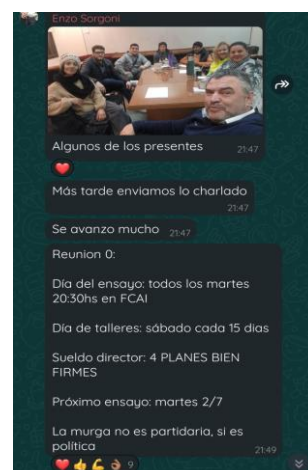 Enzo Sorgoni
Algunos de los presentes 21:47
Más tarde enviamos lo charlado
21:47
Se avanzo mucho 21:47
Reunion 0:
Día del ensayo: todos los martes
20:30hs en FCAI
Día de talleres: sábado cada 15 dias
Sueldo director: 4 PLANES BIEN
FIRMES
Próximo ensayo: martes 2/7
La murga no es partidaria, si es
política 21:49
9